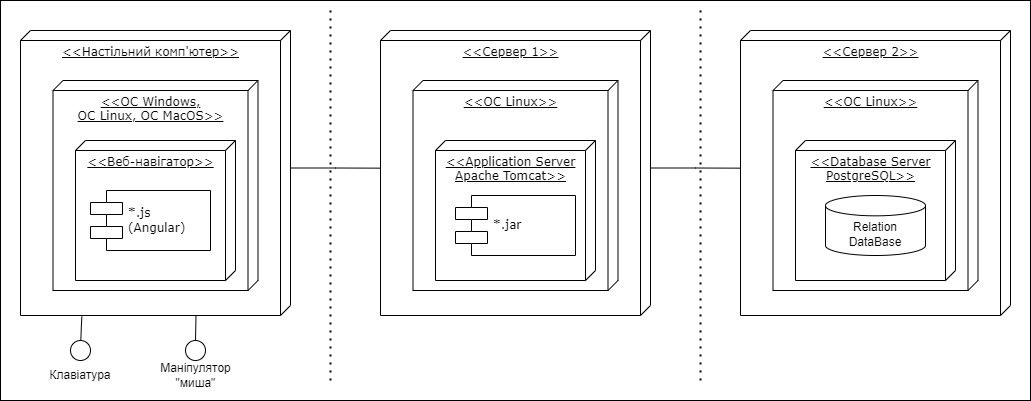 <<Настільний комп'ютер>>
<<ОС Windows,
ОС Linux, ОС MacOS>>
<<Веб-навігатор>>
*.js
(Angular)
Клавіатура
Маніпулятор
"миша"
<<Сервер 1>>
<<ОС Linux>>
<<Application Server
Apache Tomcat>>
*.jar
<<Сервер 2>>
<<ОС Linux>>
<<Database Server
PostgreSQL>>
Relation
DataBase